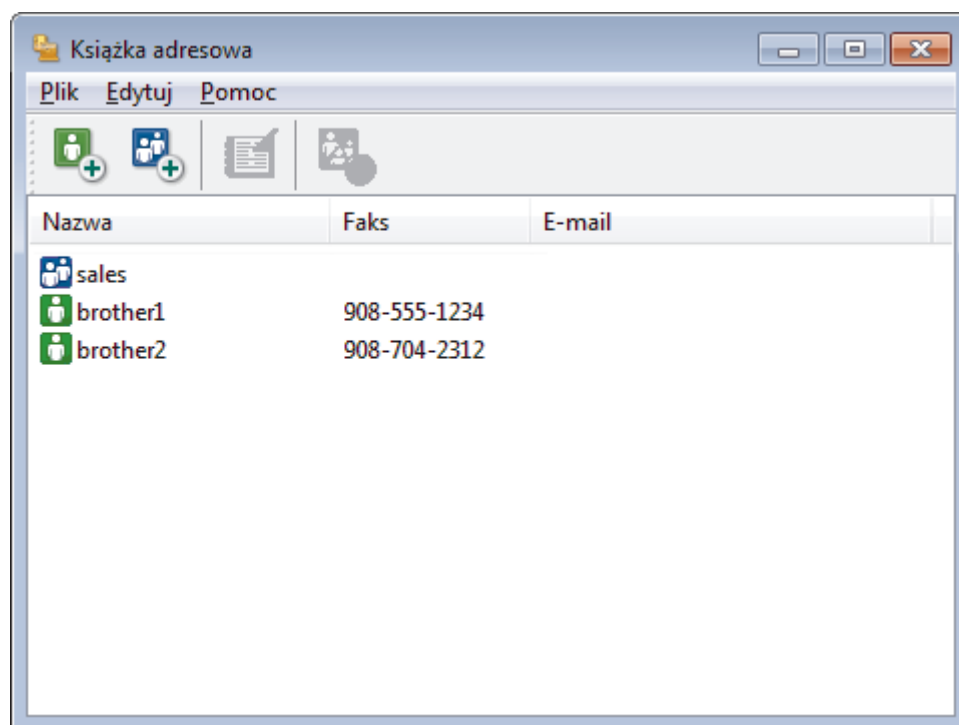 Książka adresowa
Plik Edytuj Pomoc
Nazwa Faks E-mail
sales
brother1 908-555-1234
brother2 908-704-2312